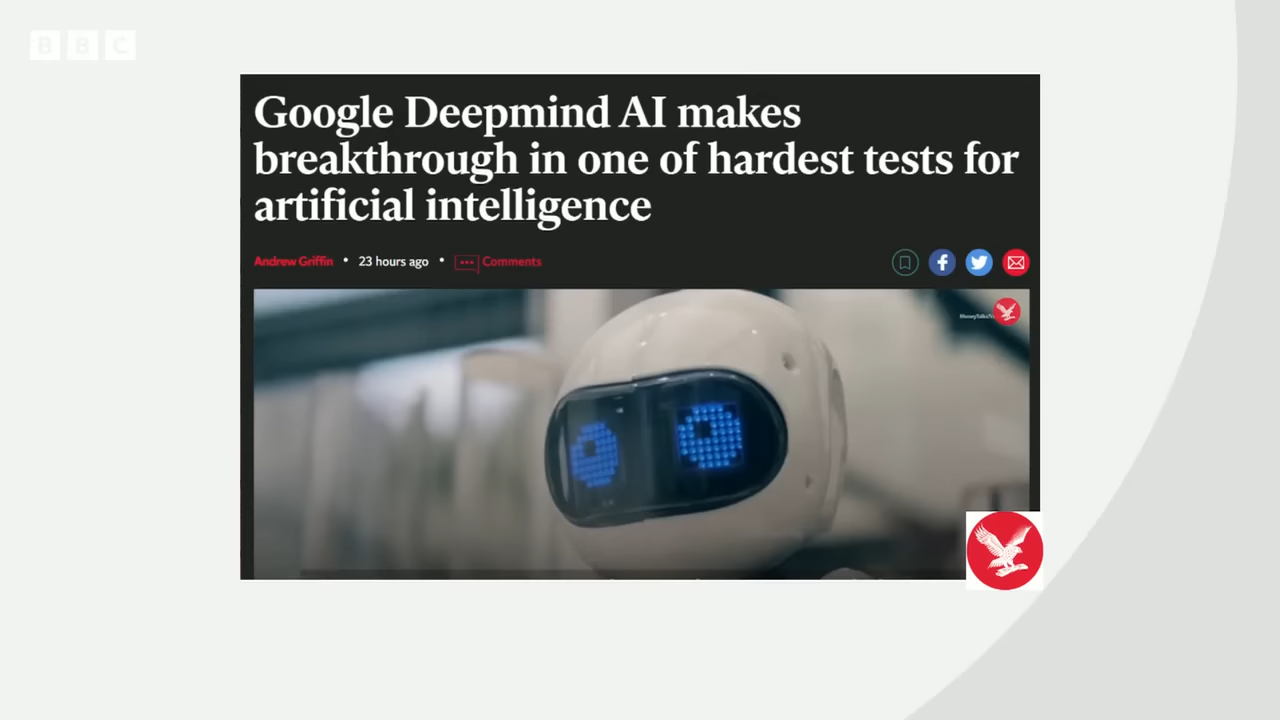 BBC
Google Deepmind AI makes
breakthrough in one of hardest tests for
artificial intelligence
Andrew Griffin • 23 hours ago • Comments